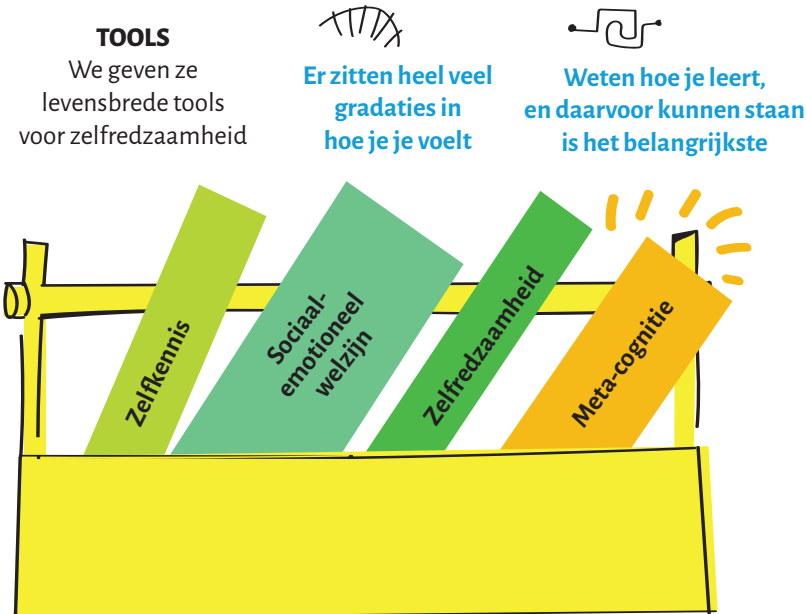 TOOLS
We geven ze
levensbrede tools
voor zelfredzaamheid
Er zitten heel veel
gradaties in
hoe je je voelt
Weten hoe je leert,
en daarvoor kunnen staan
is het belangrijkste
Zelfkennis
Sociaal-
emotioneel
welzijn
Zelfredzaamheid
Meta-cognitie